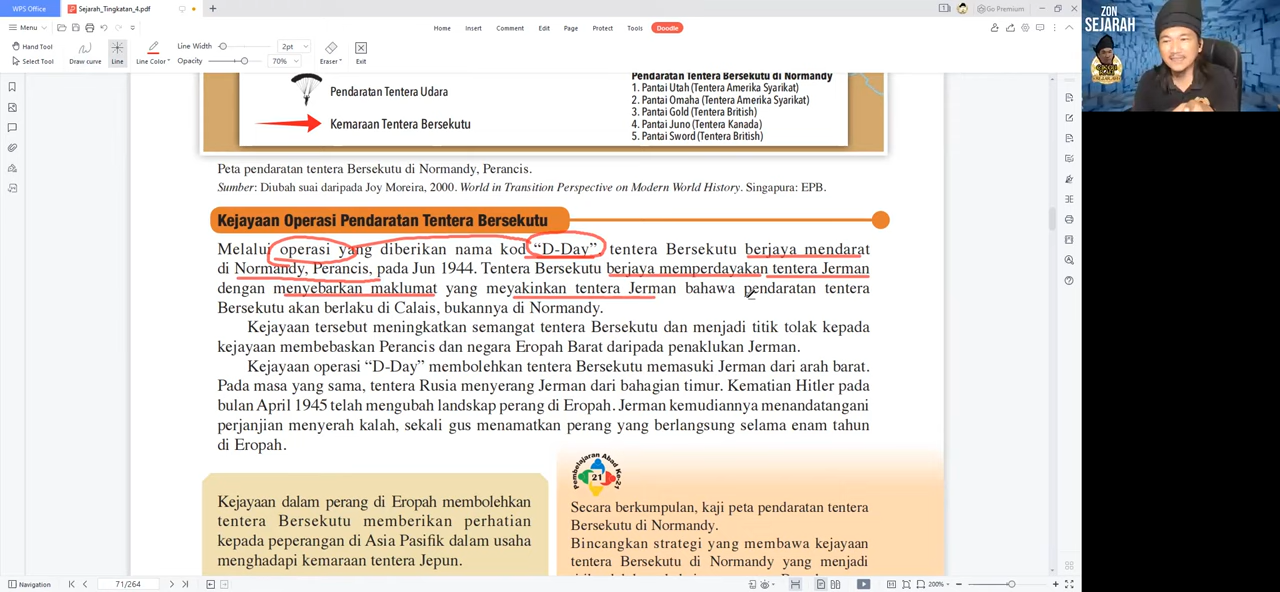 WPS Office
Sejarah_Tingkatan_4.pdf
Go Premium
Menu
Home
Insert
Comment
Edit
Page
Protect
Tools
Doodle
Hand Tool
Select Tool
Draw curve
Line
Line Color
Line Width
2pt
Opacity
70%
Eraser
Exit
ZON
SEJARAH
Pendaratan Tentera Bersekutu di Normandy
Pendaratan Tentera Udara
1. Pantai Utah (Tentera Amerika Syarikat)
2. Pantai Omaha (Tentera Amerika Syarikat)
3. Pantai Gold (Tentera British)
Kemaraan Tentera Bersekutu
4. Pantai Juno (Tentera Kanada)
5. Pantai Sword (Tentera British)
Peta pendaratan tentera Bersekutu di Normandy, Perancis.
Sumber: Diubah suai daripada Joy Moreira, 2000. World in Transition Perspective on Modern World History. Singapura: EPB.
Kejayaan Operasi Pendaratan Tentera Bersekutu
Melalui operasi yang diberikan nama kod “D-Day”, tentera Bersekutu berjaya mendarat
di Normandy, Perancis, pada Jun 1944. Tentera Bersekutu berjaya memperdayakan tentera Jerman
dengan menyebarkan maklumat yang meyakinkan tentera Jerman bahawa pendaratan tentera
Bersekutu akan berlaku di Calais, bukannya di Normandy.
Kejayaan tersebut meningkatkan semangat tentera Bersekutu dan menjadi titik tolak kepada
kejayaan membebaskan Perancis dan negara Eropah Barat daripada penaklukan Jerman.
Kejayaan operasi “D-Day” membolehkan tentera Bersekutu memasuki Jerman dari arah barat.
Pada masa yang sama, tentera Rusia menyerang Jerman dari bahagian timur. Kematian Hitler pada
bulan April 1945 telah mengubah landskap perang di Eropah. Jerman kemudiannya menandatangani
perjanjian menyerah kalah, sekali gus menamatkan perang yang berlangsung selama enam tahun
di Eropah.
Kejayaan dalam perang di Eropah membolehkan
tentera Bersekutu memberikan perhatian
kepada peperangan di Asia Pasifik dalam usaha
menghadapi kemaraan tentera Jepun.
Pembelajaran Abad Ke-21
21
Secara berkumpulan, kaji peta pendaratan tentera
Bersekutu di Normandy.
Bincangkan strategi yang membawa kejayaan
tentera Bersekutu di Normandy yang menjadi
Navigation
71/264
200%